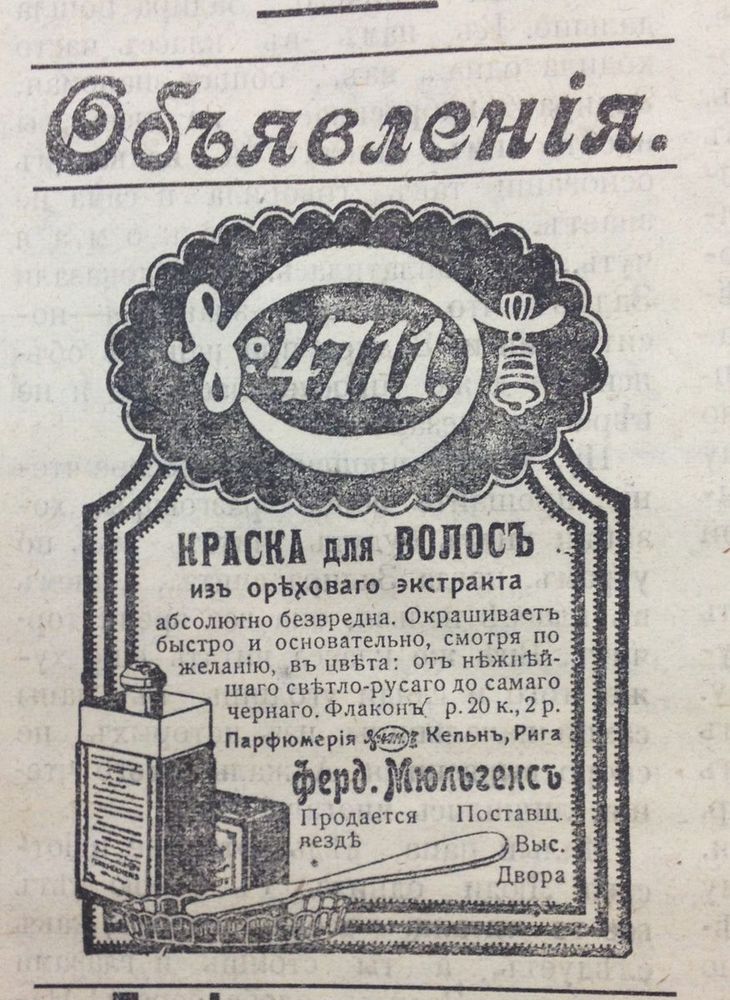 Объявленія.
№ 4711.
КРАСКА для ВОЛОСЪ
изъ орѣховаго экстракта
абсолютно безвредна. Окрашиваетъ
быстро и основательно, смотря по
желанію, въ цвѣта: отъ нѣжнѣй-
шаго свѣтло-русаго до самаго
чернаго. Флаконъ р. 20 к., 2 р.
Парфюмерія №4711 Кельнъ, Рига
Ферд. Мюльгенсъ
Продается Поставщ.
вездѣ Выс.
Двора